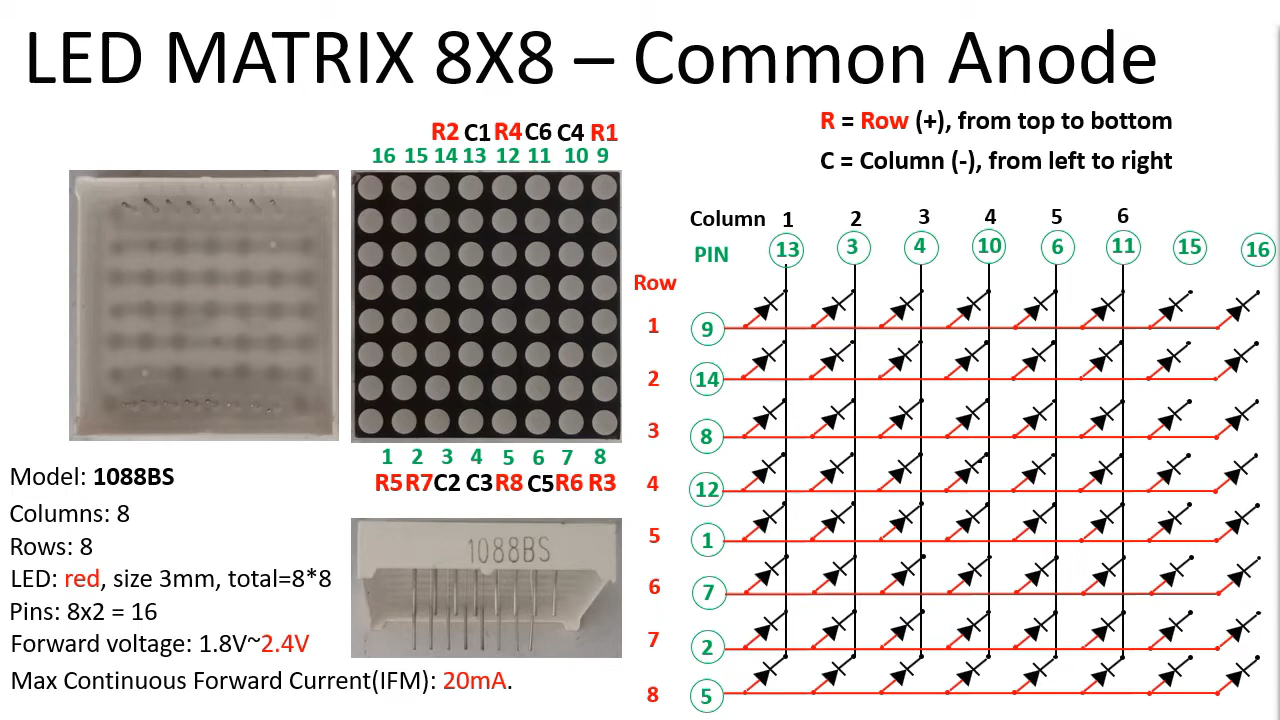 LED MATRIX 8X8 – Common Anode
R = Row (+), from top to bottom
C = Column (-), from left to right
R2 C1 R4 C6 C4 R1
16 15 14 13 12 11 10 9
1 2 3 4 5 6 7 8
R5 R7 C2 C3 R8 C5 R6 R3
1088BS
Model: 1088BS
Columns: 8
Rows: 8
LED: red, size 3mm, total=8*8
Pins: 8x2 = 16
Forward voltage: 1.8V~2.4V
Max Continuous Forward Current(IFM): 20mA.
Column 1 2 3 4 5 6
PIN 13 3 4 10 6 11 15 16
Row
1 9
2 14
3 8
4 12
5 1
6 7
7 2
8 5